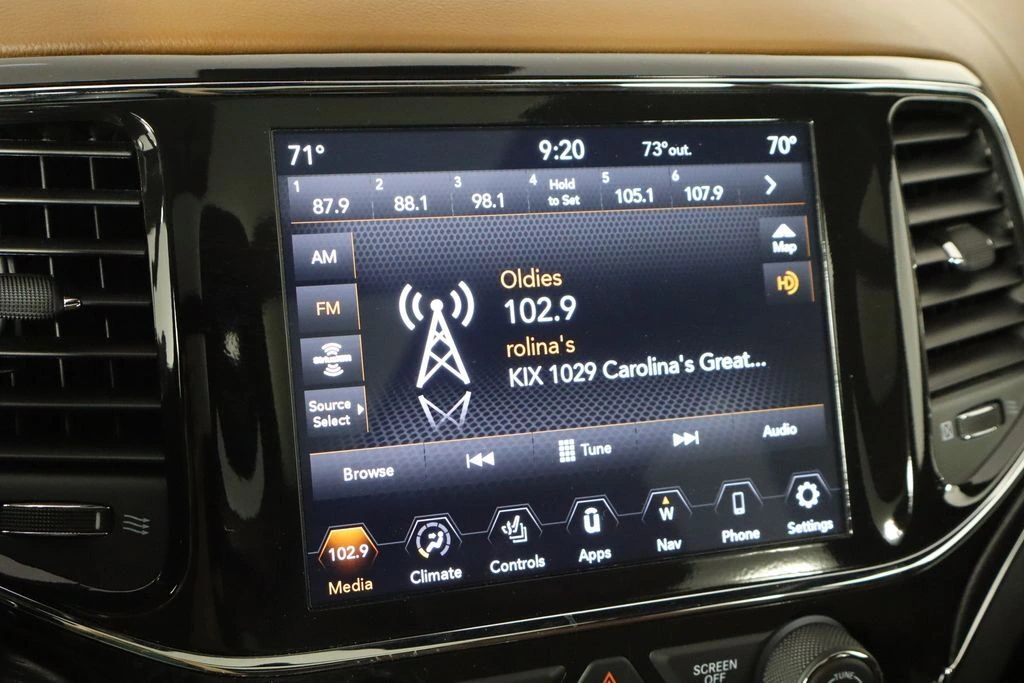 71° 9:20 73° out. 70°
1 87.9 2 88.1 3 98.1 4 Hold to Set 5 105.1 6 107.9
AM
FM
SiriusXM
Source
Select
Oldies
102.9
rolina's
KIX 1029 Carolina's Great...
Map
HD
Browse Tune Audio
102.9 W
Media Climate Controls Apps Nav Phone Settings
SCREEN
OFF
TUNE